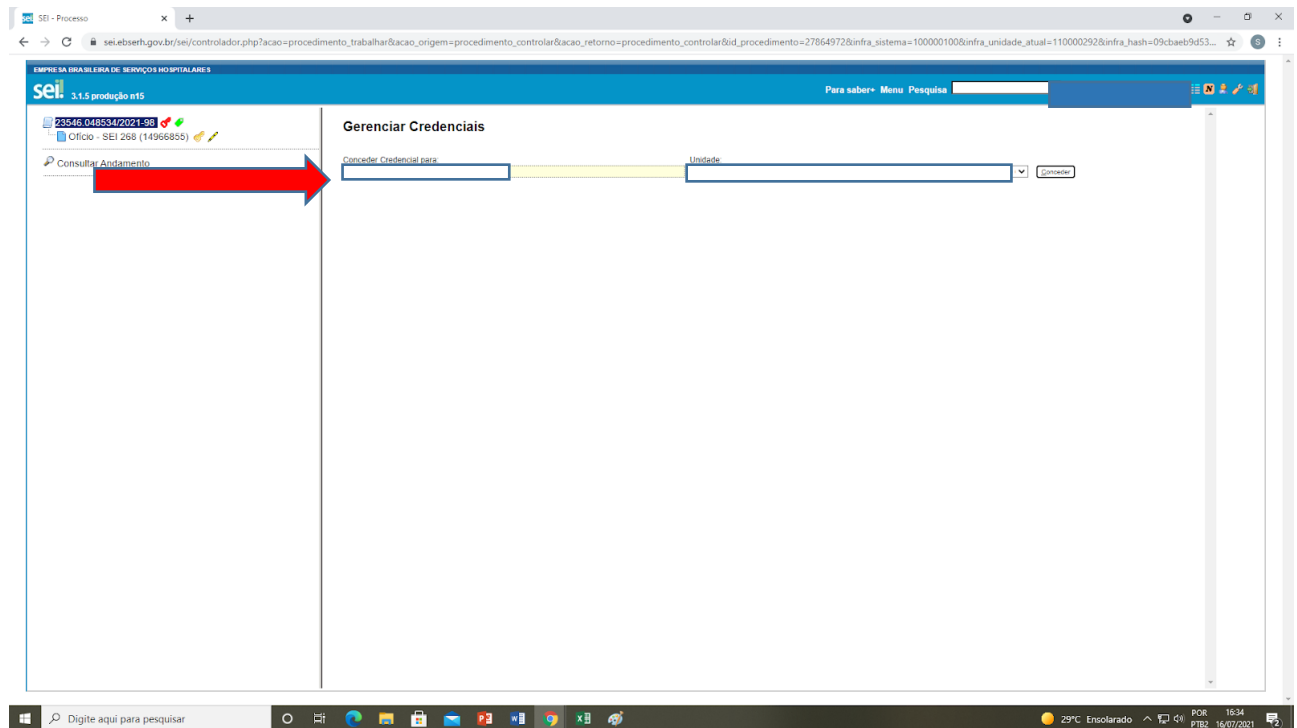 sei SEI - Processo
sei.ebserh.gov.br/sei/controlador.php?acao=procedimento_trabalhar&acao_origem=procedimento_controlar&acao_retorno=procedimento_controlar&id_procedimento=27864972&infra_sistema=100000100&infra_unidade_atual=110000292&infra_hash=09cbaeb9d53...
S
EMPRESA BRASILEIRA DE SERVIÇOS HOSPITALARES
sei! 3.1.5 produção n15
Para saber+ Menu Pesquisa
N
23546.048534/2021-98
Ofício - SEI 268 (14966855)
Consultar Andamento
Gerenciar Credenciais
Conceder Credencial para:
Unidade:
Conceder
Digite aqui para pesquisar
29°C Ensolarado
POR
PTB2
16:34
16/07/2021
2